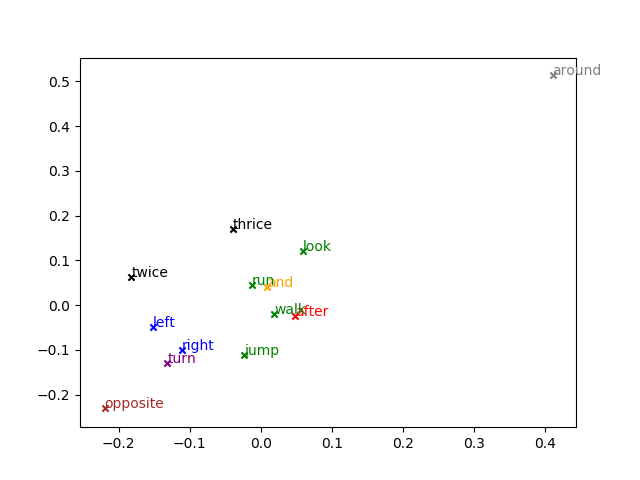 around
0.5
0.4
0.3
thrice
0.2
look
0.1
twice
run
and
0.0
walk
after
left
right
jump
−0.1
turn
−0.2
opposite
−0.2
−0.1
0.0
0.1
0.2
0.3
0.4